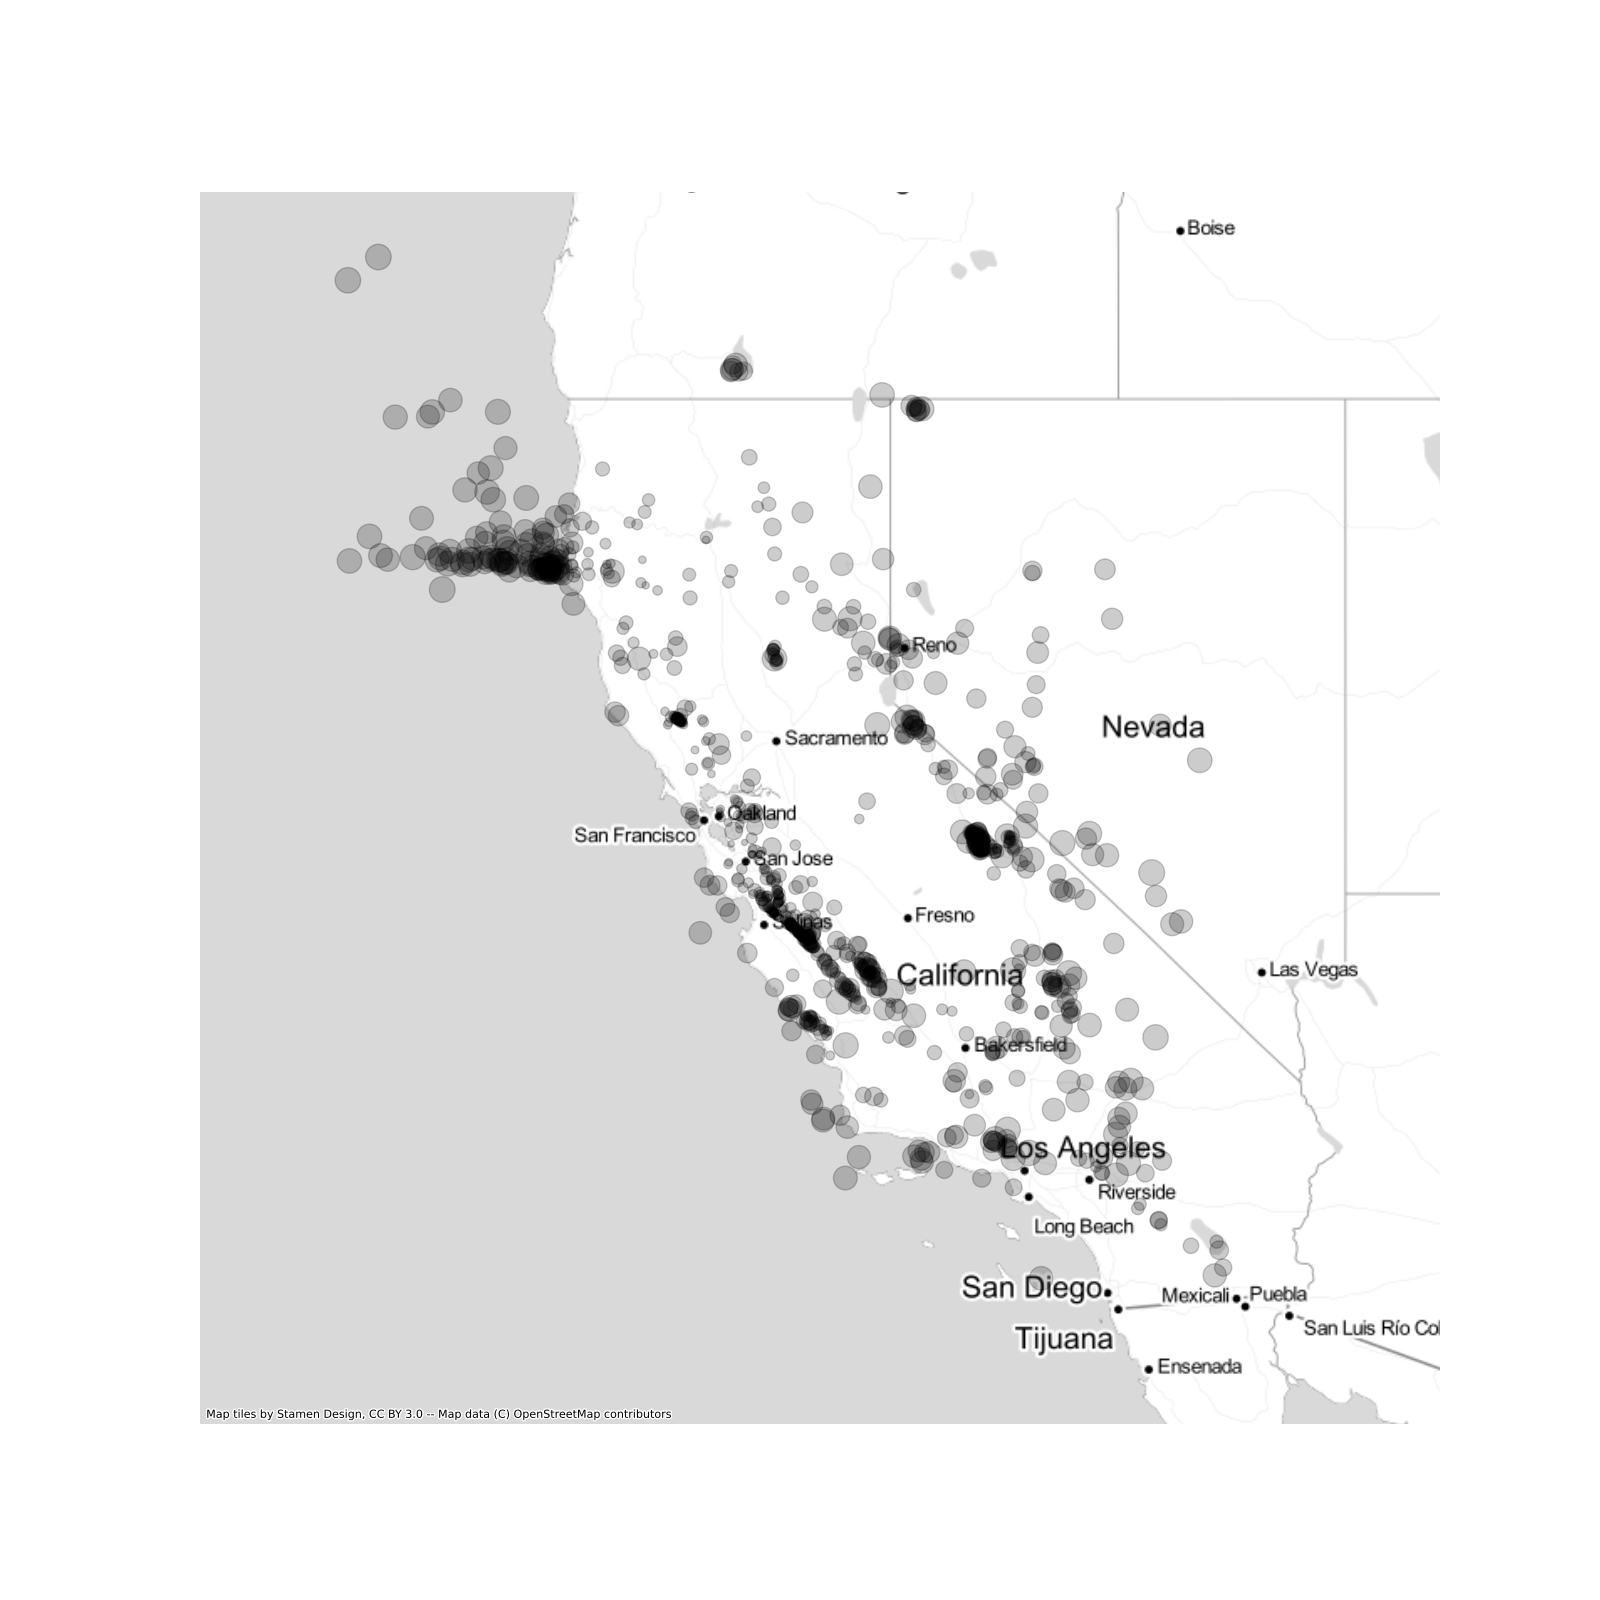 Boise
Reno
Nevada
Sacramento
Oakland
San Francisco
San Jose
Salinas
Fresno
California
Las Vegas
Bakersfield
Los Angeles
Riverside
Long Beach
San Diego
Mexicali
Puebla
San Luis Río Col
Tijuana
Ensenada
Map tiles by Stamen Design, CC BY 3.0 -- Map data (C) OpenStreetMap contributors